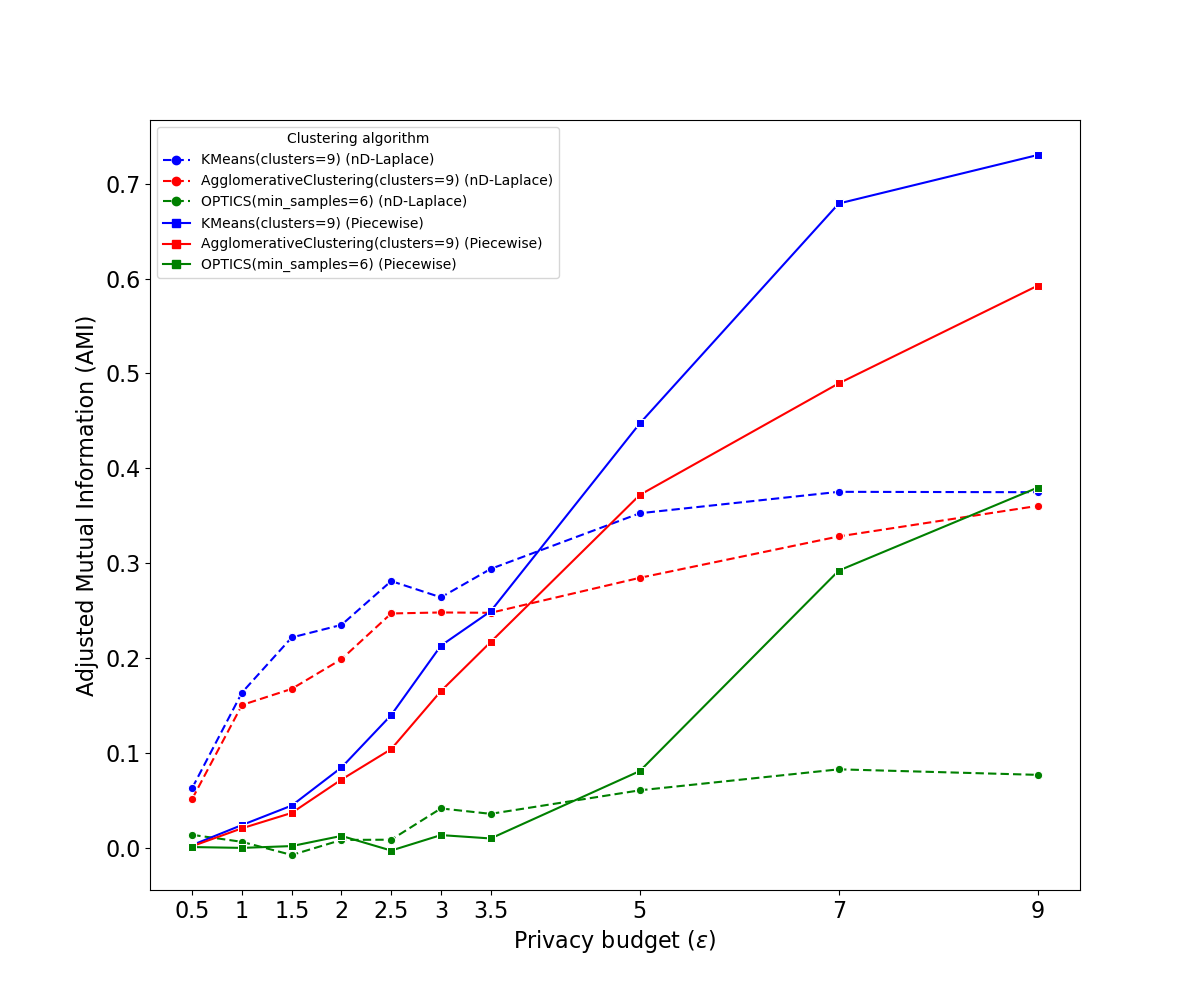 Clustering algorithm
KMeans(clusters=9) (nD-Laplace)
AgglomerativeClustering(clusters=9) (nD-Laplace)
OPTICS(min_samples=6) (nD-Laplace)
KMeans(clusters=9) (Piecewise)
AgglomerativeClustering(clusters=9) (Piecewise)
OPTICS(min_samples=6) (Piecewise)
Adjusted Mutual Information (AMI)
0.7
0.6
0.5
0.4
0.3
0.2
0.1
0.0
0.5 1 1.5 2 2.5 3 3.5 5 7 9
Privacy budget (ε)